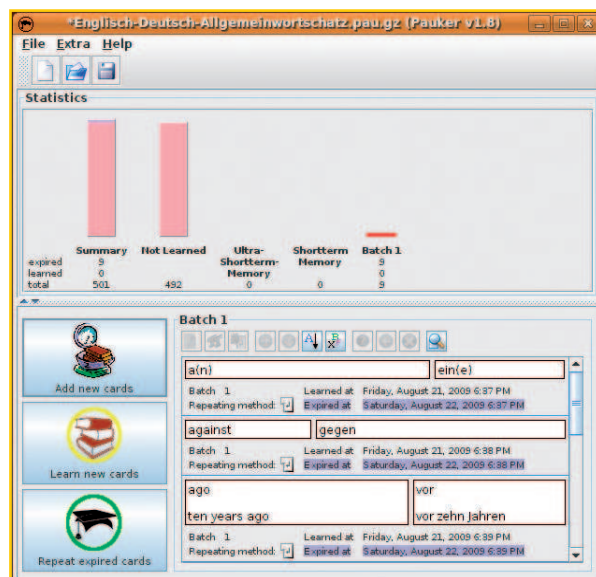 *Englisch-Deutsch-Allgemeinwortschatz.pau.gz (Pauker v1.8)
File Extra Help
Statistics
Summary Not Learned Ultra-Shortterm-Memory Shortterm Memory Batch 1
expired 9 9
learned 0 0
total 501 492 0 0 9
Add new cards
Learn new cards
Repeat expired cards
Batch 1
a(n) ein(e)
Batch 1 Learned at Friday, August 21, 2009 6:37 PM
Repeating method: Expired at Saturday, August 22, 2009 6:37 PM
against gegen
Batch 1 Learned at Friday, August 21, 2009 6:38 PM
Repeating method: Expired at Saturday, August 22, 2009 6:38 PM
ago vor
ten years ago vor zehn Jahren
Batch 1 Learned at Friday, August 21, 2009 6:39 PM
Repeating method: Expired at Saturday, August 22, 2009 6:39 PM